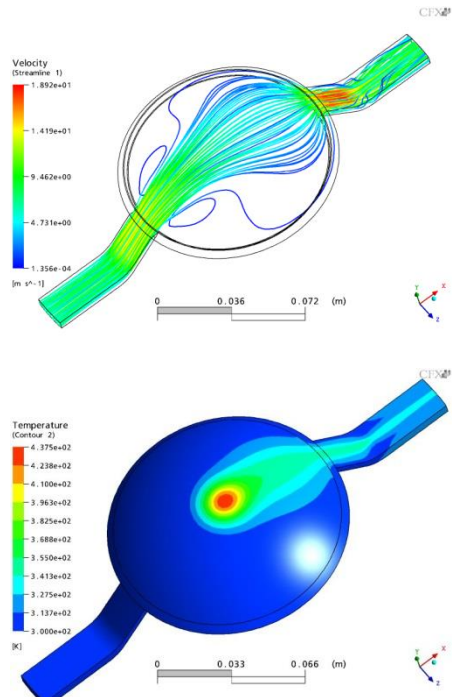 CFX
Velocity
(Streamline 1)
1.892e+01
1.419e+01
9.462e+00
4.731e+00
1.356e-04
[m s^-1]
0 0.036 0.072 (m)
Y X Z
CFX
Temperature
(Contour 2)
4.375e+02
4.238e+02
4.100e+02
3.963e+02
3.825e+02
3.688e+02
3.550e+02
3.413e+02
3.275e+02
3.137e+02
3.000e+02
[K]
0 0.033 0.066 (m)
Y X Z